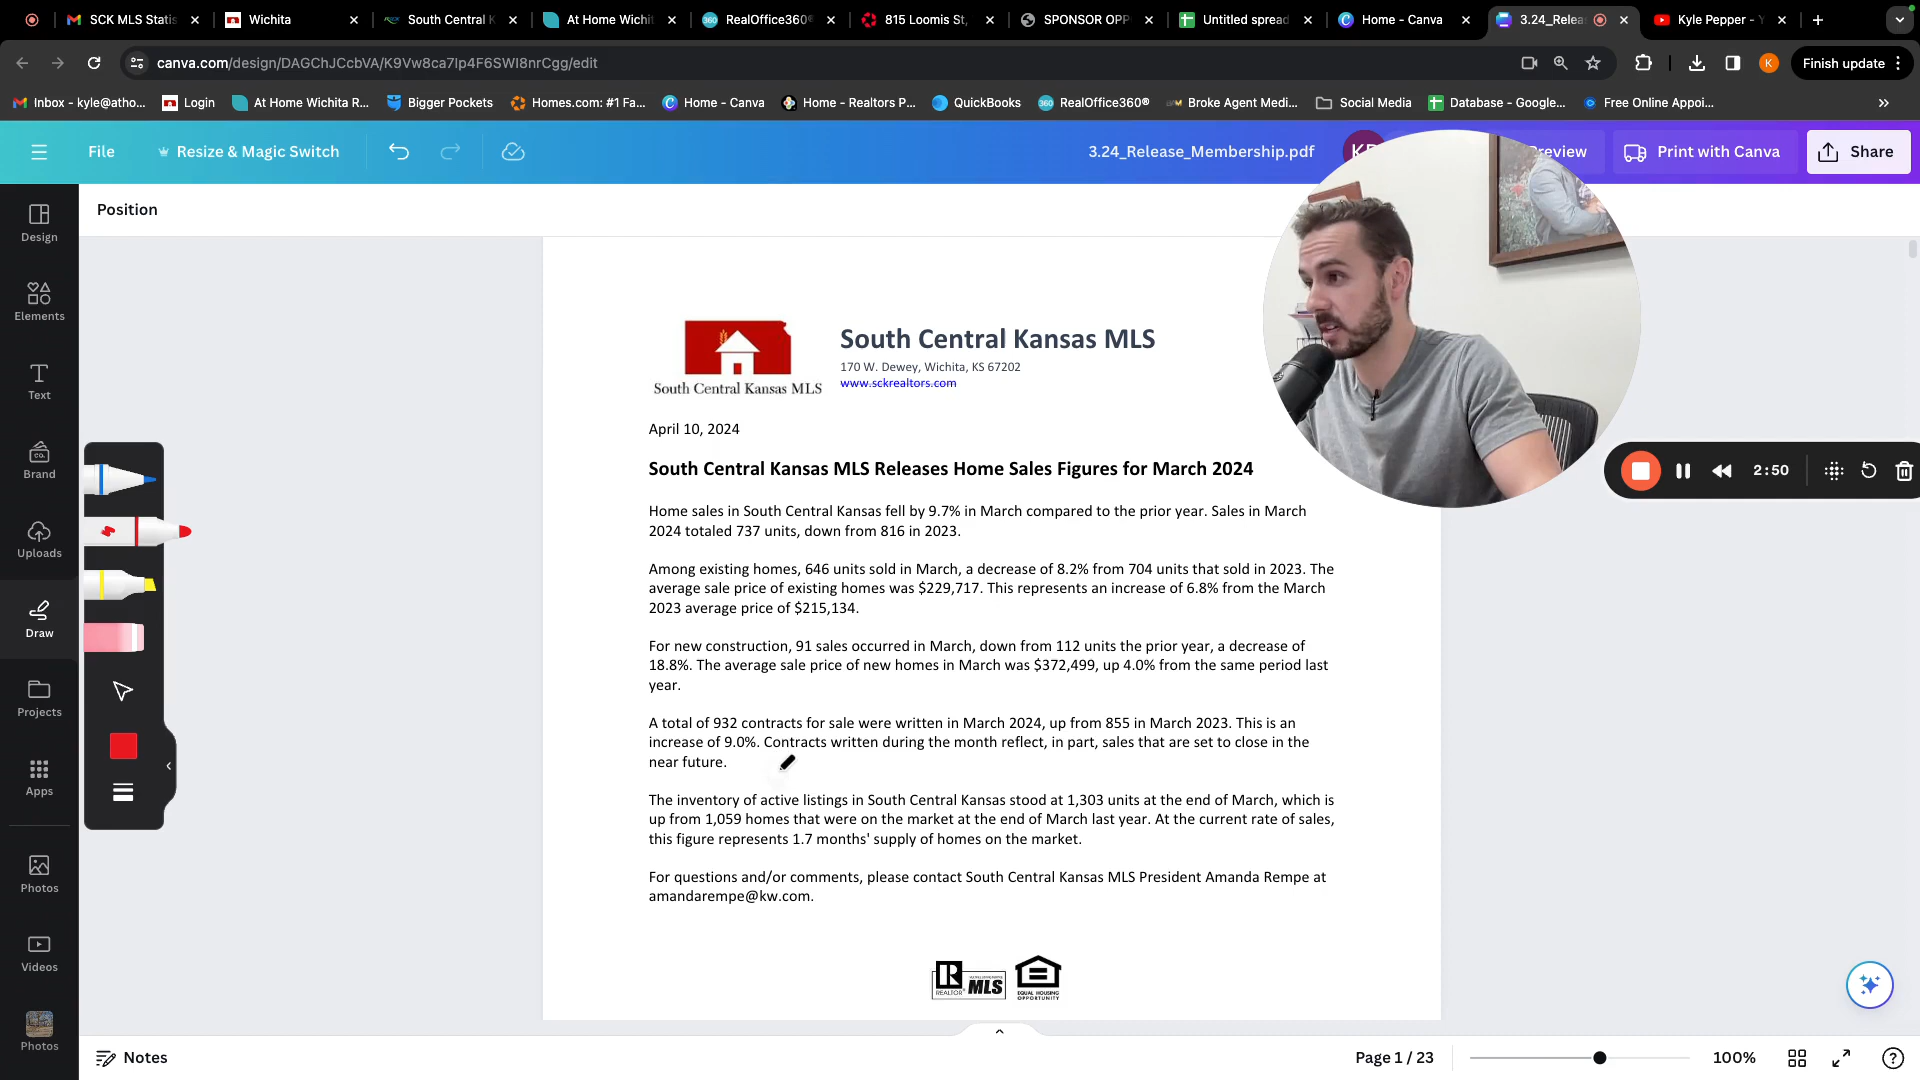 SCK MLS Statis
Wichita
South Central K
At Home Wichit
RealOffice360®
815 Loomis St,
SPONSOR OPP
Untitled spread
Home - Canva
3.24_Relea
Kyle Pepper - Y
canva.com/design/DAGChJCcbVA/K9Vw8ca7lp4F6SWI8nrCgg/edit
K
Finish update
Inbox - kyle@atho...
Login
At Home Wichita R...
Bigger Pockets
Homes.com: #1 Fa...
Home - Canva
Home - Realtors P...
QuickBooks
RealOffice360®
Broke Agent Medi...
Social Media
Database - Google...
Free Online Appoi...
File
Resize & Magic Switch
3.24_Release_Membership.pdf
Preview
Print with Canva
Share
Position
Design
Elements
Text
Brand
Uploads
Draw
Projects
Apps
Photos
Videos
Photos
South Central Kansas MLS
South Central Kansas MLS
170 W. Dewey, Wichita, KS 67202
www.sckrealtors.com
April 10, 2024
South Central Kansas MLS Releases Home Sales Figures for March 2024
Home sales in South Central Kansas fell by 9.7% in March compared to the prior year. Sales in March
2024 totaled 737 units, down from 816 in 2023.
Among existing homes, 646 units sold in March, a decrease of 8.2% from 704 units that sold in 2023. The
average sale price of existing homes was $229,717. This represents an increase of 6.8% from the March
2023 average price of $215,134.
For new construction, 91 sales occurred in March, down from 112 units the prior year, a decrease of
18.8%. The average sale price of new homes in March was $372,499, up 4.0% from the same period last
year.
A total of 932 contracts for sale were written in March 2024, up from 855 in March 2023. This is an
increase of 9.0%. Contracts written during the month reflect, in part, sales that are set to close in the
near future.
The inventory of active listings in South Central Kansas stood at 1,303 units at the end of March, which is
up from 1,059 homes that were on the market at the end of March last year. At the current rate of sales,
this figure represents 1.7 months' supply of homes on the market.
For questions and/or comments, please contact South Central Kansas MLS President Amanda Rempe at
amandarempe@kw.com.
REALTOR
MLS
EQUAL HOUSING
OPPORTUNITY
2:50
Notes
Page 1 / 23
100%